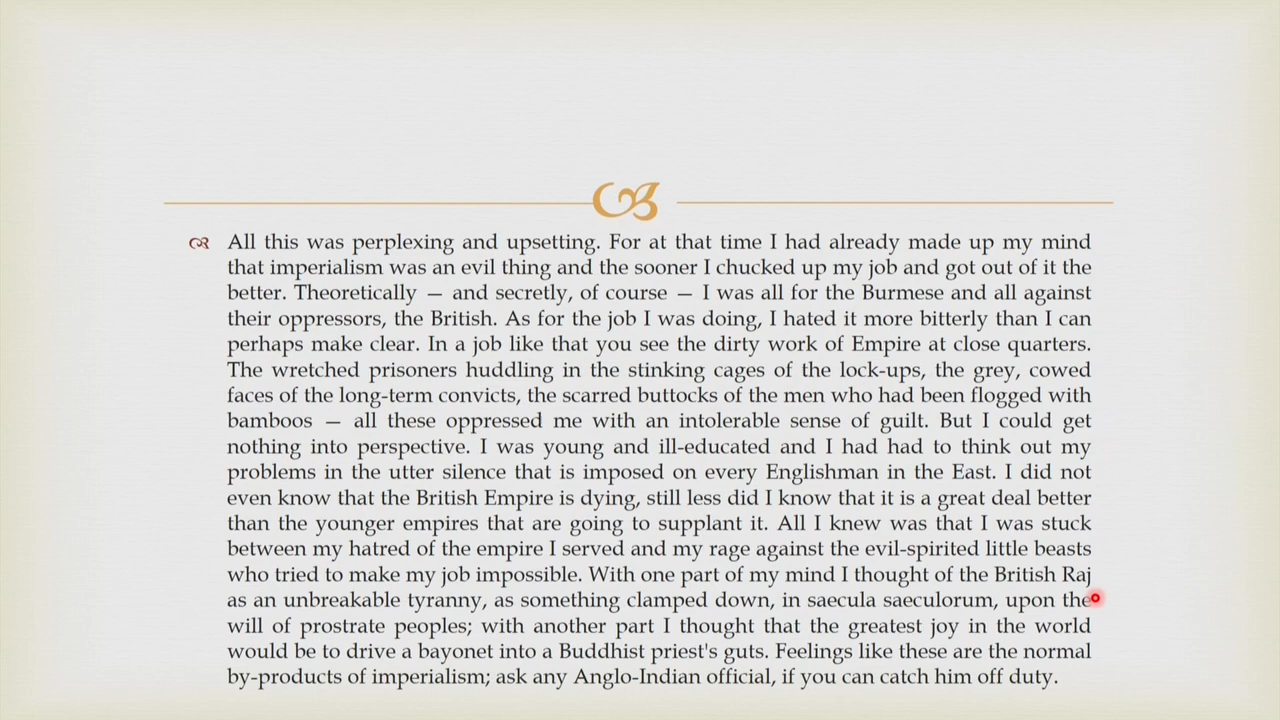 All this was perplexing and upsetting. For at that time I had already made up my mind
that imperialism was an evil thing and the sooner I chucked up my job and got out of it the
better. Theoretically — and secretly, of course — I was all for the Burmese and all against
their oppressors, the British. As for the job I was doing, I hated it more bitterly than I can
perhaps make clear. In a job like that you see the dirty work of Empire at close quarters.
The wretched prisoners huddling in the stinking cages of the lock-ups, the grey, cowed
faces of the long-term convicts, the scarred buttocks of the men who had been flogged with
bamboos — all these oppressed me with an intolerable sense of guilt. But I could get
nothing into perspective. I was young and ill-educated and I had had to think out my
problems in the utter silence that is imposed on every Englishman in the East. I did not
even know that the British Empire is dying, still less did I know that it is a great deal better
than the younger empires that are going to supplant it. All I knew was that I was stuck
between my hatred of the empire I served and my rage against the evil-spirited little beasts
who tried to make my job impossible. With one part of my mind I thought of the British Raj
as an unbreakable tyranny, as something clamped down, in saecula saeculorum, upon the
will of prostrate peoples; with another part I thought that the greatest joy in the world
would be to drive a bayonet into a Buddhist priest's guts. Feelings like these are the normal
by-products of imperialism; ask any Anglo-Indian official, if you can catch him off duty.